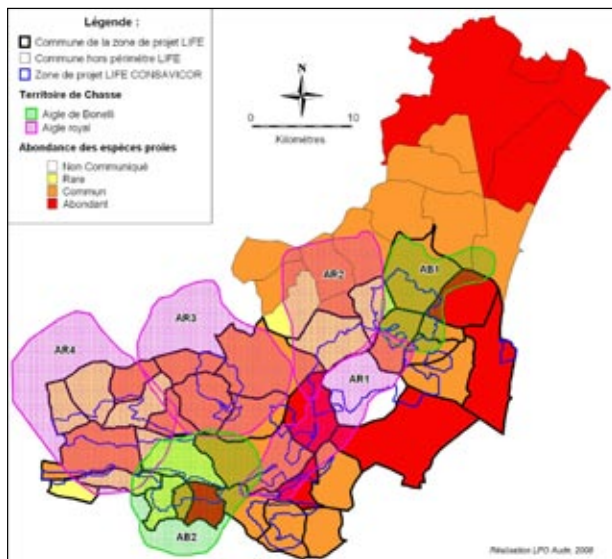 Légende :
Commune de la zone de projet LIFE
Commune hors périmètre LIFE
Zone de projet LIFE CONSAVICOR
Territoire de Chasse
Aigle de Bonelli
Aigle royal
Abondance des espèces proies
Non Communiqué
Rare
Commun
Abondant
N
0 10
Kilomètres
AR2
AB1
AR3
AR4
AR1
AB2
Réalisation LPO Aude, 2008